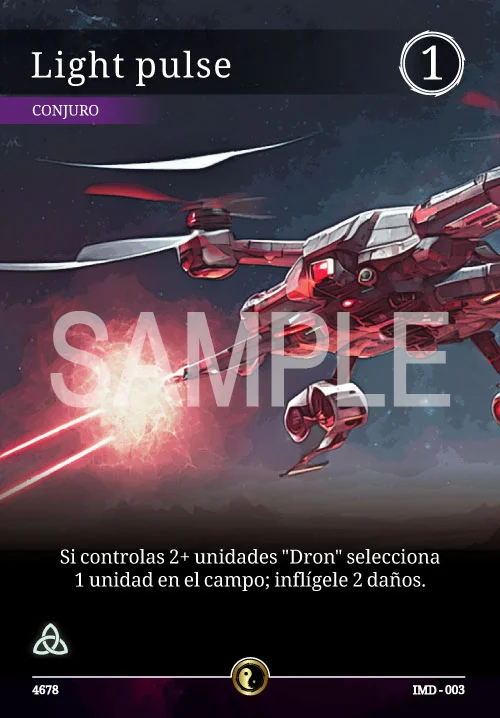 Light pulse
1
CONJURO
SAMPLE
Si controlas 2+ unidades "Dron" selecciona
1 unidad en el campo; inflígele 2 daños.
4678
IMD - 003